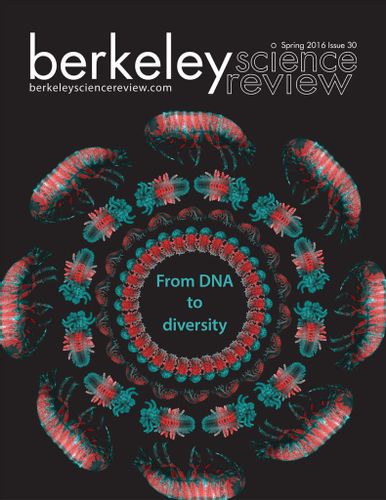 Spring 2016 Issue 30
berkeley science
review
berkeleysciencereview.com
From DNA
to
diversity